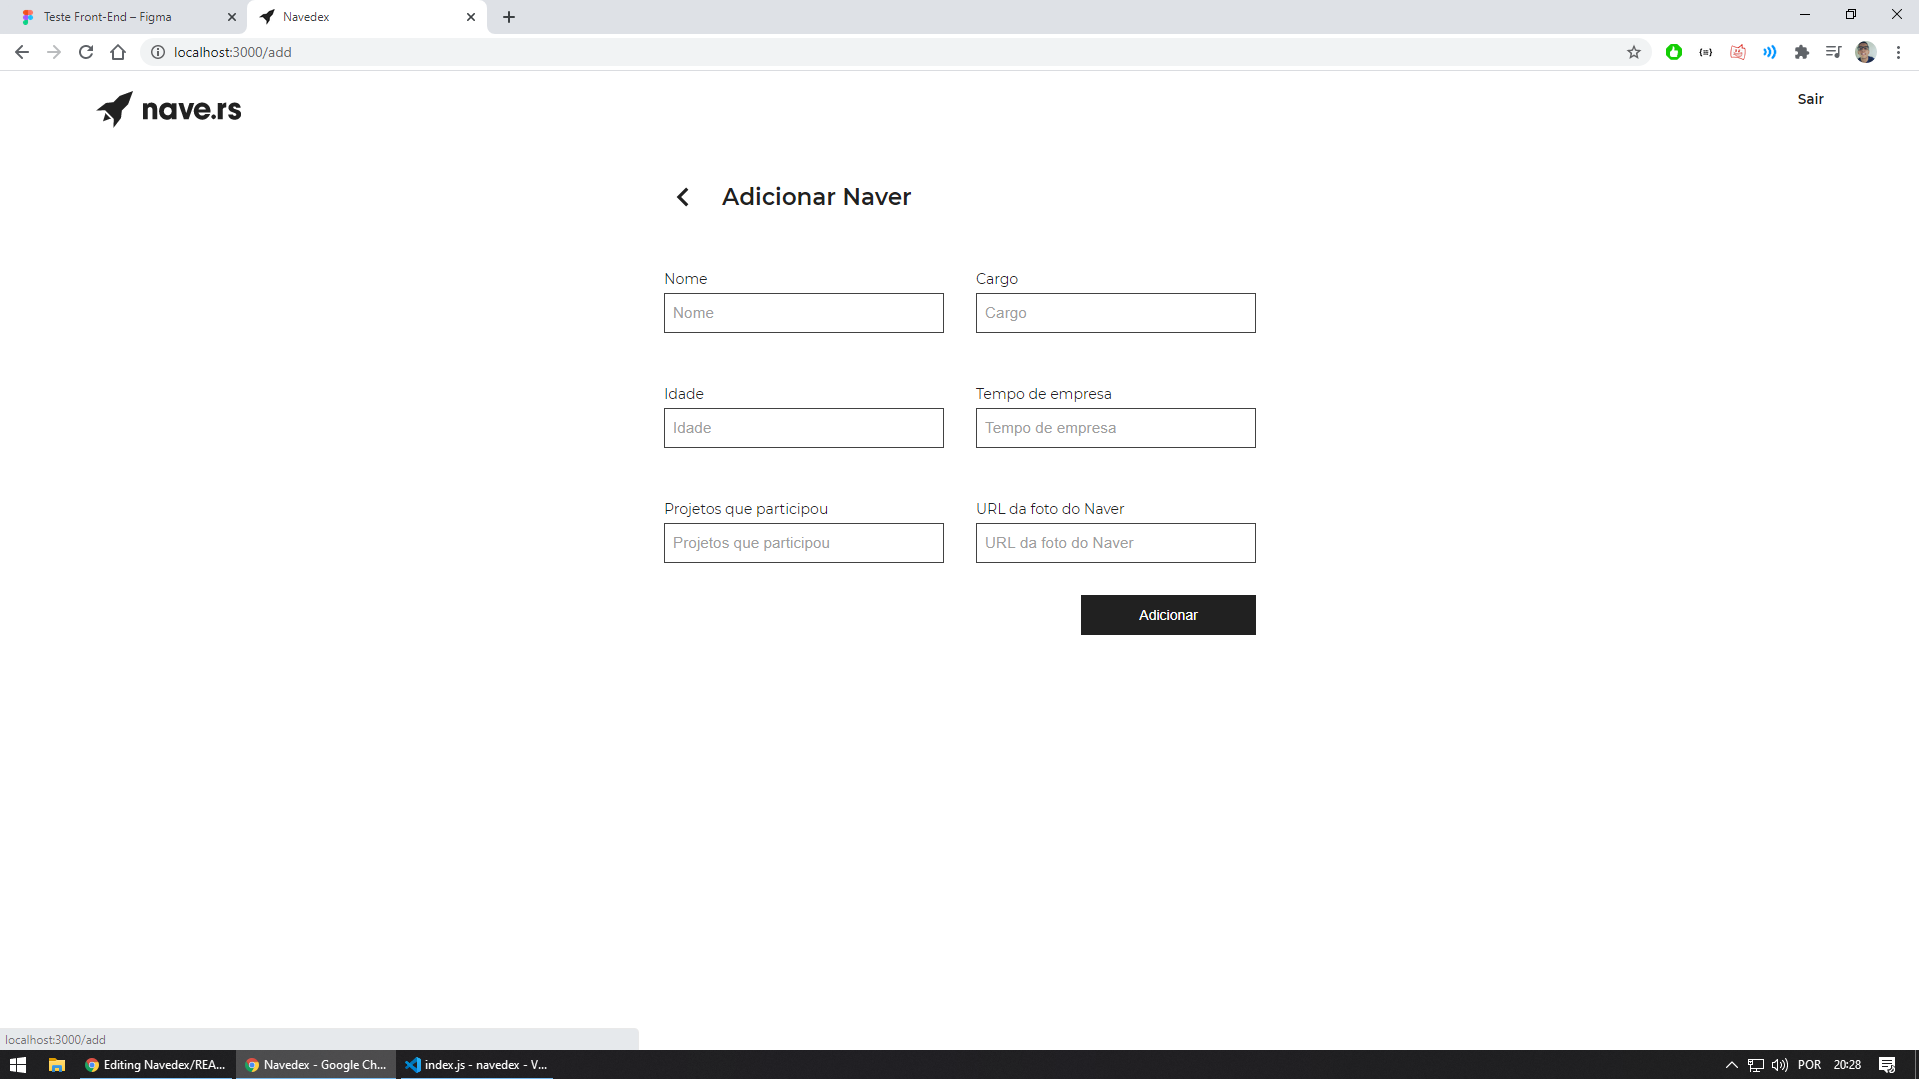 Teste Front-End – Figma
Navedex
localhost:3000/add
nave.rs
Sair
Adicionar Naver
Nome
Cargo
Nome
Cargo
Idade
Tempo de empresa
Idade
Tempo de empresa
Projetos que participou
URL da foto do Naver
Projetos que participou
URL da foto do Naver
Adicionar
localhost:3000/add
Editing Navedex/REA...
Navedex - Google Ch...
index.js - navedex - V...
POR
20:28